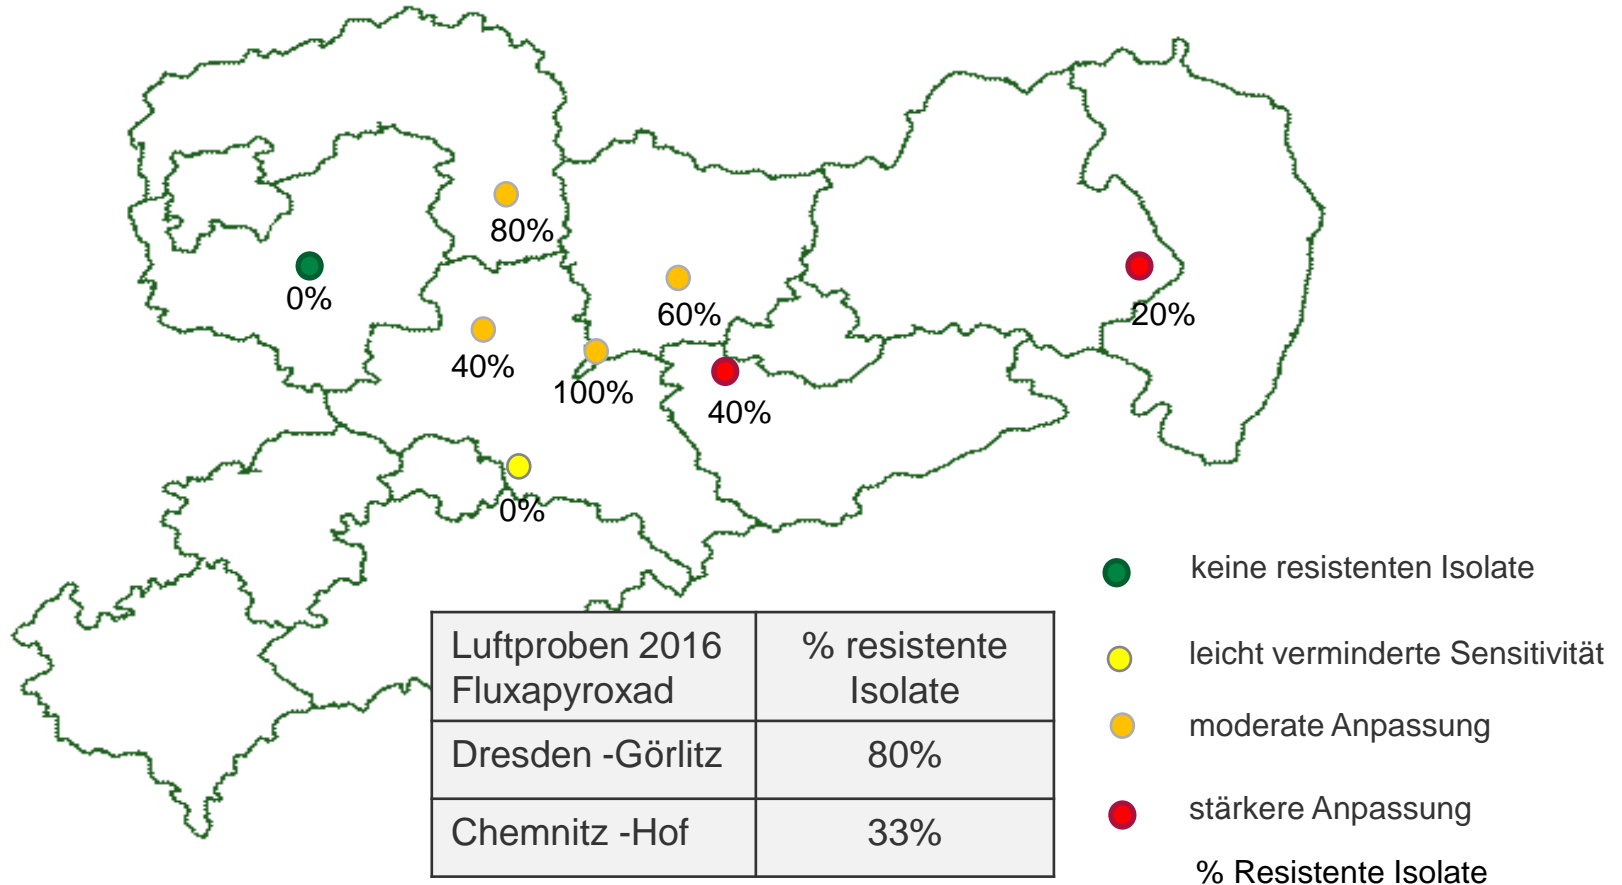 80%
0%
60%
20%
40%
100%
40%
0%
keine resistenten Isolate
leicht verminderte Sensitivität
moderate Anpassung
stärkere Anpassung
% Resistente Isolate
Luftproben 2016
Fluxapyroxad
% resistente
Isolate
Dresden -Görlitz
80%
Chemnitz -Hof
33%